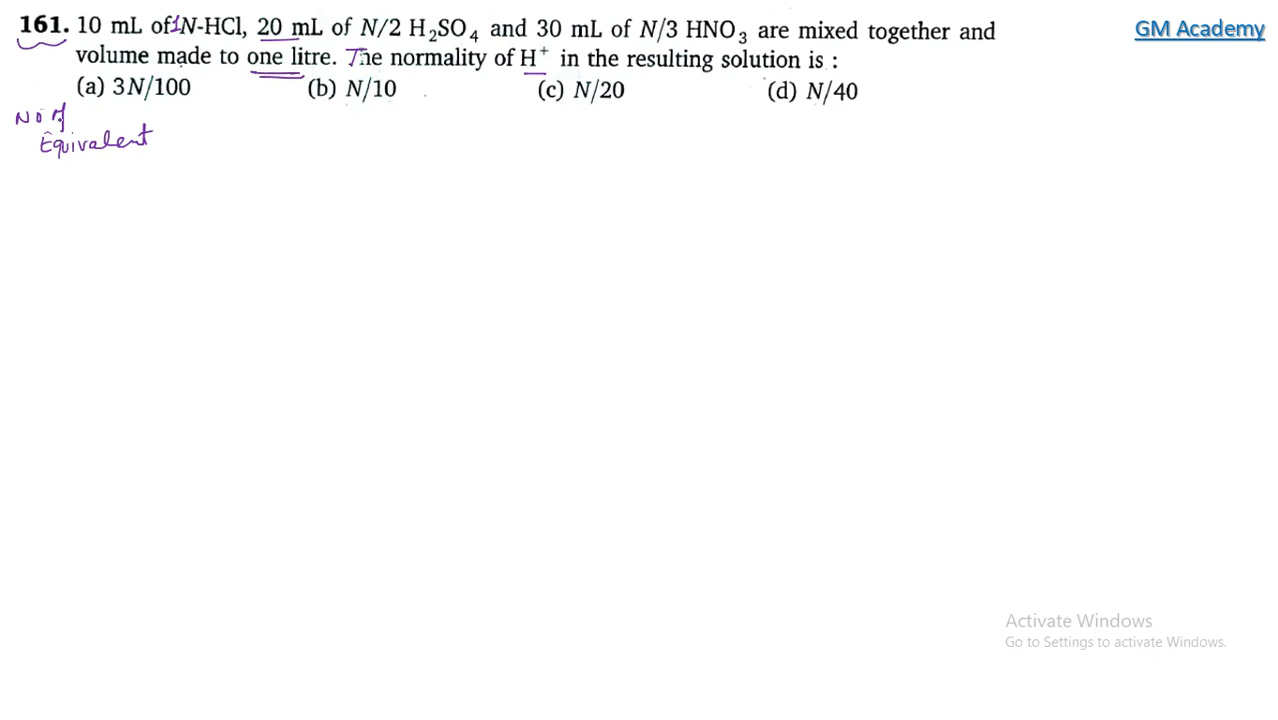 161. 10 mL of 1N-HCl, 20 mL of N/2 H₂SO₄ and 30 mL of N/3 HNO₃ are mixed together and
GM Academy
volume made to one litre. The normality of H⁺ in the resulting solution is :
(a) 3N/100 (b) N/10 (c) N/20 (d) N/40
No of
Equivalent
Activate Windows
Go to Settings to activate Windows.